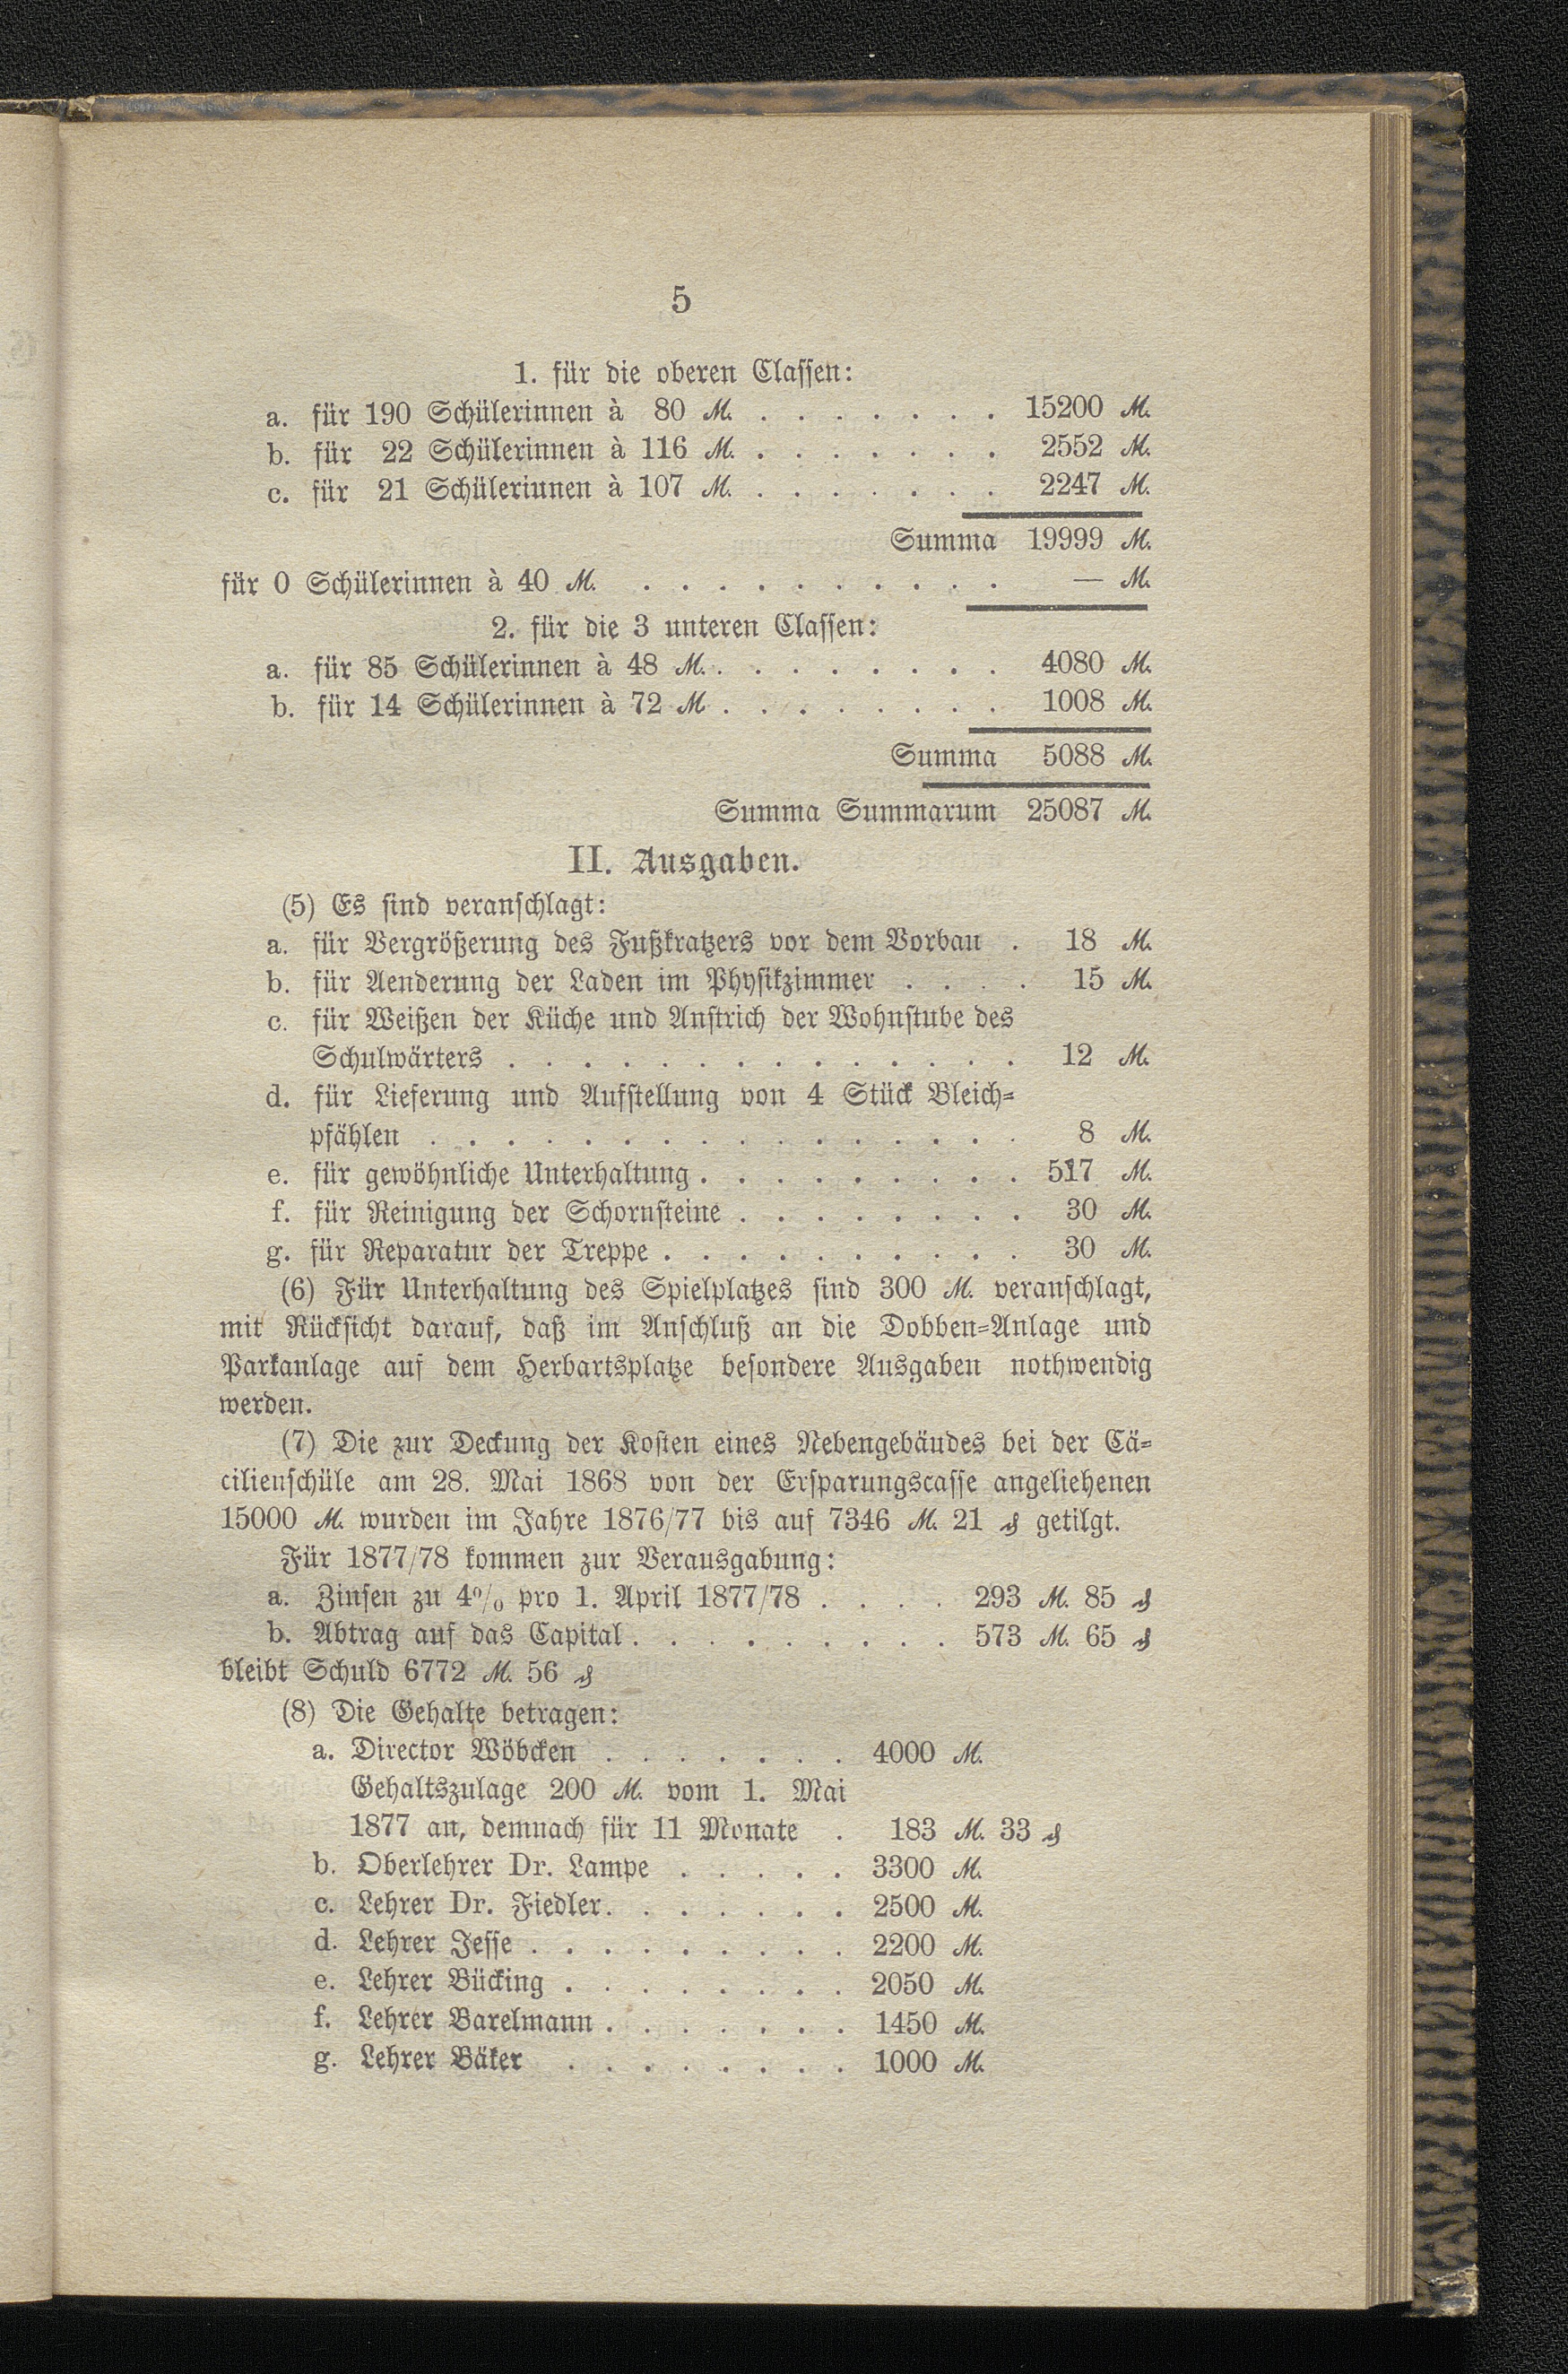 5
1. für die oberen Classen:
a. für 190 Schülerinnen à 80 M. . . . . . . . 15200 M.
b. für 22 Schülerinnen à 116 M. . . . . . . . 2552 M.
c. für 21 Schüleriunen à 107 M. . . . . . . . 2247 M.
Summa 19999 M.
für 0 Schülerinnen à 40 M. . . . . . . . . . . — M.
2. für die 3 unteren Classen:
a. für 85 Schülerinnen à 48 M. . . . . . . . . 4080 M.
b. für 14 Schülerinnen à 72 M . . . . . . . . 1008 M.
Summa 5088 M.
Summa Summarum 25087 M.
II. Ausgaben.
(5) Es sind veranschlagt:
a. für Vergrößerung des Fußkratzers vor dem Vorbau . 18 M.
b. für Aenderung der Laden im Physikzimmer . . . . 15 M.
c. für Weißen der Küche und Anstrich der Wohnstube des
Schulwärters . . . . . . . . . . . . . . 12 M.
d. für Lieferung und Aufstellung von 4 Stück Bleich-
pfählen . . . . . . . . . . . . . . . . 8 M.
e. für gewöhnliche Unterhaltung . . . . . . . . . 517 M.
f. für Reinigung der Schornsteine . . . . . . . . 30 M.
g. für Reparatur der Treppe . . . . . . . . . . 30 M.
(6) Für Unterhaltung des Spielplatzes sind 300 M. veranschlagt,
mit Rücksicht darauf, daß im Anschluß an die Dobben-Anlage und
Parkanlage auf dem Herbartsplatze besondere Ausgaben nothwendig
werden.
(7) Die zur Deckung der Kosten eines Nebengebäudes bei der Cä-
cilienschüle am 28. Mai 1868 von der Ersparungscasse angeliehenen
15000 M. wurden im Jahre 1876/77 bis auf 7346 M. 21 ₰ getilgt.
Für 1877/78 kommen zur Verausgabung:
a. Zinsen zu 4% pro 1. April 1877/78 . . . . 293 M. 85 ₰
b. Abtrag auf das Capital . . . . . . . . . 573 M. 65 ₰
bleibt Schuld 6772 M. 56 ₰
(8) Die Gehalte betragen:
a. Director Wöbcken . . . . . . . 4000 M.
Gehaltszulage 200 M. vom 1. Mai
1877 an, demnach für 11 Monate . 183 M. 33 ₰
b. Oberlehrer Dr. Lampe . . . . . 3300 M.
c. Lehrer Dr. Fiedler . . . . . . . 2500 M.
d. Lehrer Jesse . . . . . . . . . 2200 M.
e. Lehrer Bücking . . . . . . . . 2050 M.
f. Lehrer Barelmann . . . . . . . 1450 M.
g. Lehrer Bäker . . . . . . . . 1000 M.